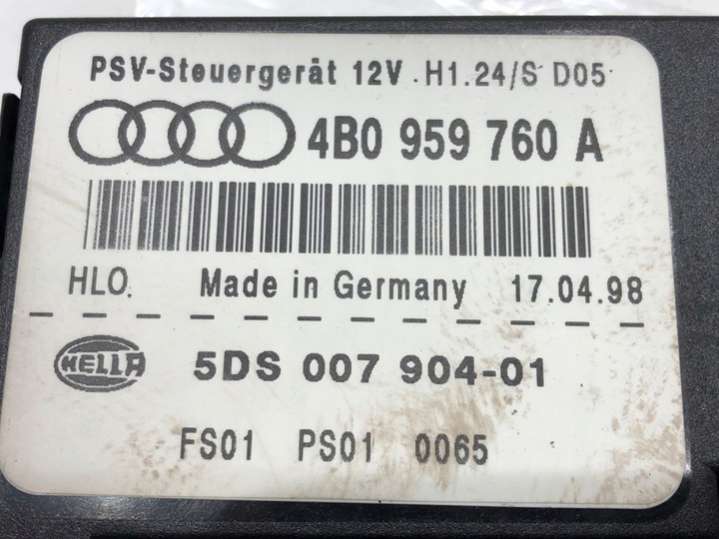 PSV-Steuergerät 12V H1.24/S D05
4B0 959 760 A
HLO. Made in Germany 17.04.98
HELLA 5DS 007 904-01
FS01 PS01 0065